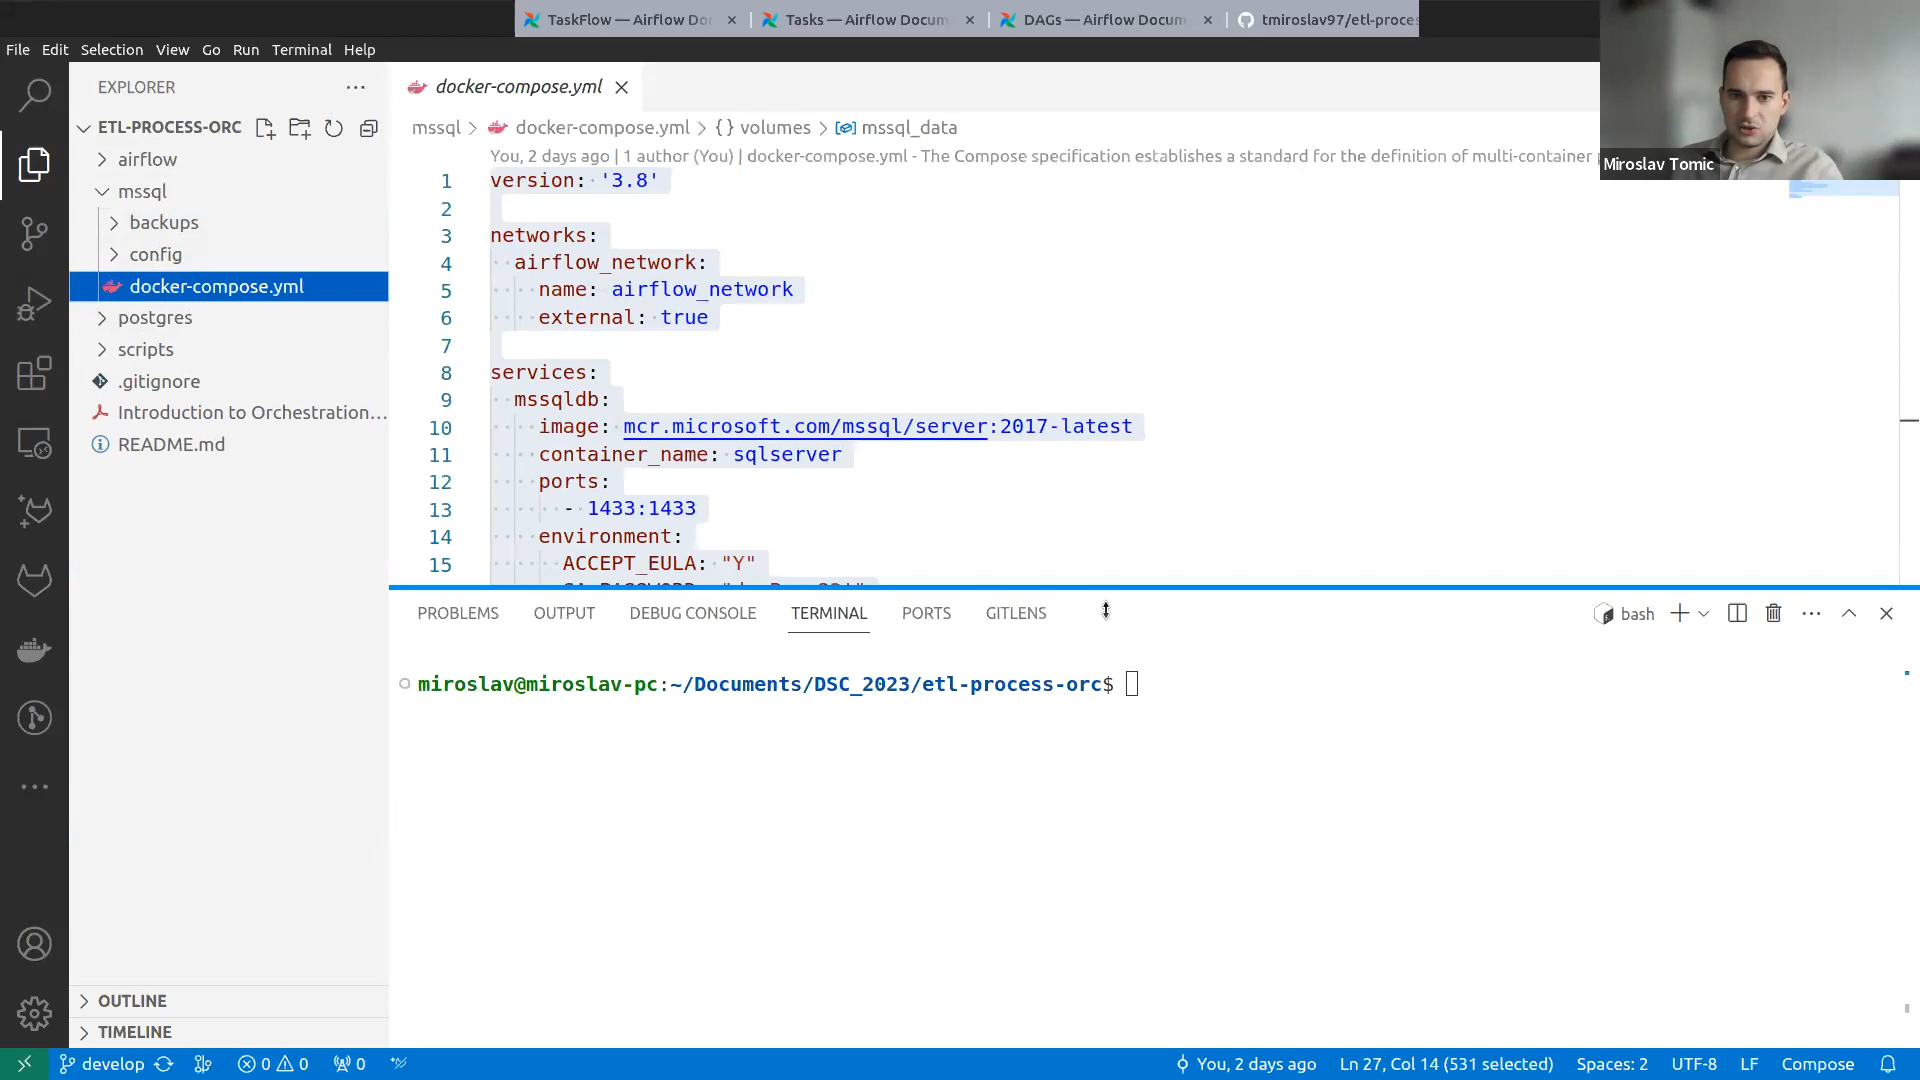 TaskFlow — Airflow Do
Tasks — Airflow Docum
DAGs — Airflow Docum
tmiroslav97/etl-proces
File Edit Selection View Go Run Terminal Help
EXPLORER
docker-compose.yml
ETL-PROCESS-ORC
mssql > docker-compose.yml > {} volumes > mssql_data
airflow
mssql
backups
config
docker-compose.yml
postgres
scripts
.gitignore
Introduction to Orchestration...
README.md
You, 2 days ago | 1 author (You) | docker-compose.yml - The Compose specification establishes a standard for the definition of multi-container
Miroslav Tomic
1 version: '3.8'
2
3 networks:
4 airflow_network:
5 name: airflow_network
6 external: true
7
8 services:
9 mssqldb:
10 image: mcr.microsoft.com/mssql/server:2017-latest
11 container_name: sqlserver
12 ports:
13 - 1433:1433
14 environment:
15 ACCEPT_EULA: "Y"
PROBLEMS OUTPUT DEBUG CONSOLE TERMINAL PORTS GITLENS
bash
miroslav@miroslav-pc:~/Documents/DSC_2023/etl-process-orc$
OUTLINE
TIMELINE
develop 0 0 0 You, 2 days ago Ln 27, Col 14 (531 selected) Spaces: 2 UTF-8 LF Compose